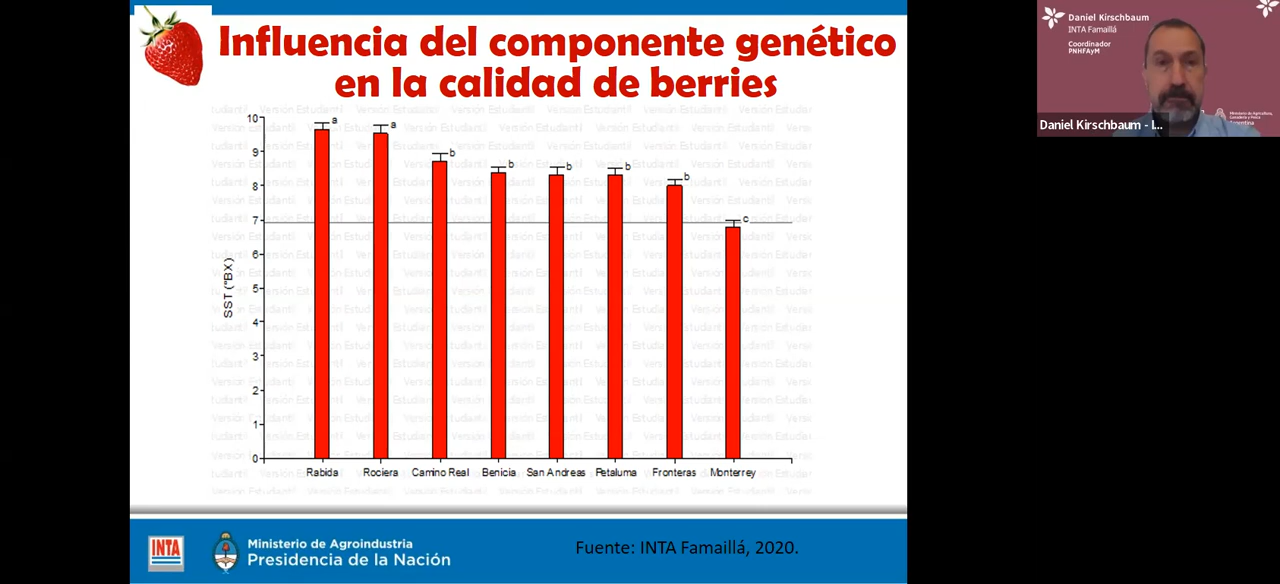 Influencia del componente genético
en la calidad de berries
Versión Estudiantil
SST (°BX)
10
9
8
7
6
5
4
3
2
1
0
a
a
b
b
b
b
b
c
Rabida
Rociera
Camino Real
Benicia
San Andreas
Petaluma
Fronteras
Monterrey
INTA
Ministerio de Agroindustria
Presidencia de la Nación
Fuente: INTA Famaillá, 2020.
Daniel Kirschbaum
INTA Famaillá
Coordinador
PNHFAyM
Daniel Kirschbaum - I...
Argentina